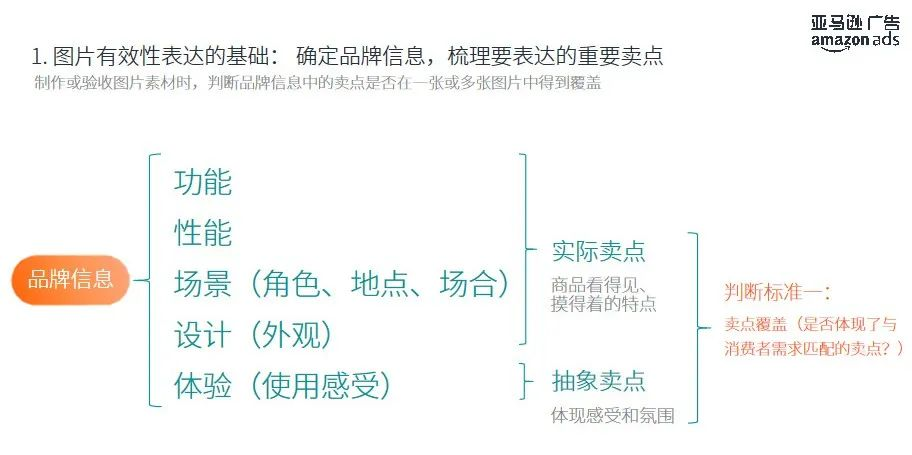 亚马逊 广告
amazon ads
1. 图片有效性表达的基础： 确定品牌信息，梳理要表达的重要卖点
制作或验收图片素材时，判断品牌信息中的卖点是否在一张或多张图片中得到覆盖
品牌信息
功能
性能
场景（角色、地点、场合）
设计（外观）
体验（使用感受）
实际卖点
商品看得见、
摸得着的特点
抽象卖点
体现感受和氛围
判断标准一：
卖点覆盖（是否体现了与
消费者需求匹配的卖点？）